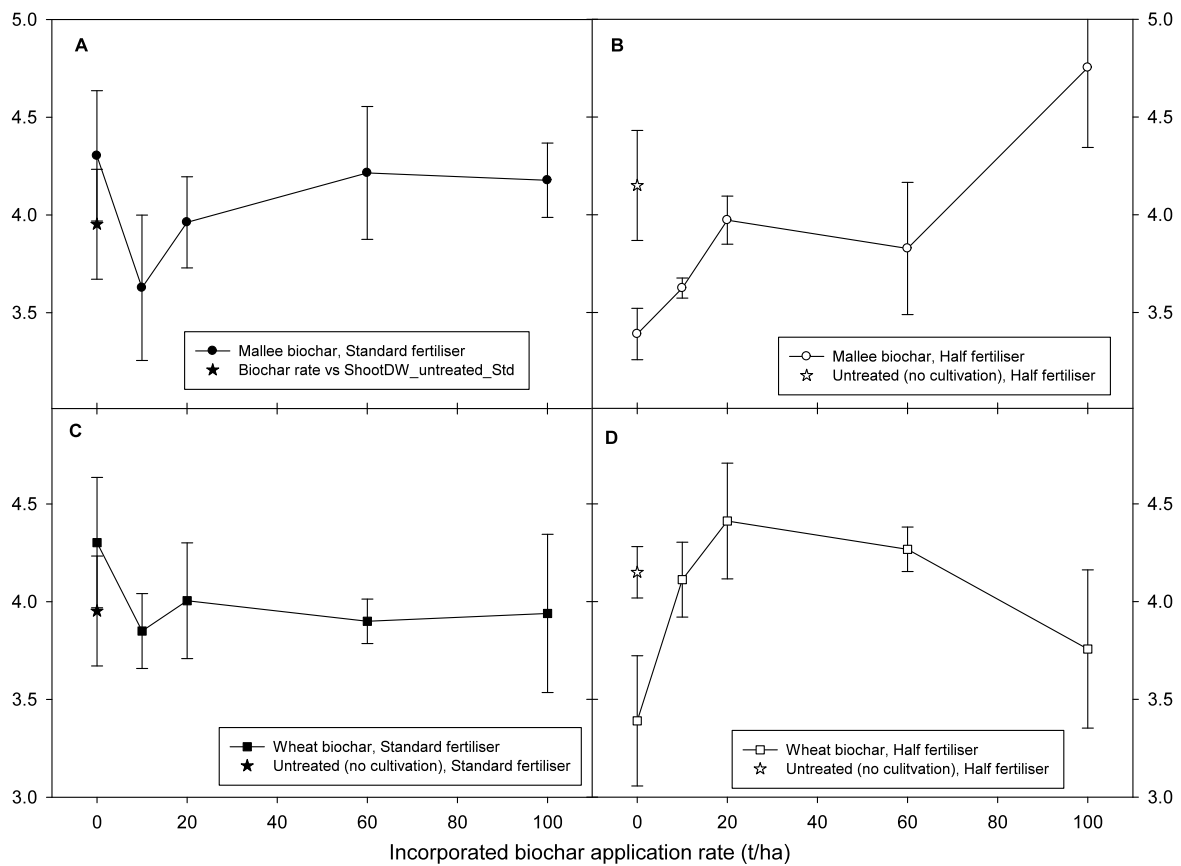 5.0
A
4.5
4.0
3.5
Mallee biochar, Standard fertiliser
Biochar rate vs ShootDW_untreated_Std
B
5.0
4.5
4.0
3.5
Mallee biochar, Half fertiliser
Untreated (no cultivation), Half fertiliser
C
4.5
4.0
3.5
3.0
Wheat biochar, Standard fertiliser
Untreated (no cultivation), Standard fertiliser
0 20 40 60 80 100
D
4.5
4.0
3.5
3.0
Wheat biochar, Half fertiliser
Untreated (no culitvation), Half fertiliser
0 20 40 60 80 100
Incorporated biochar application rate (t/ha)